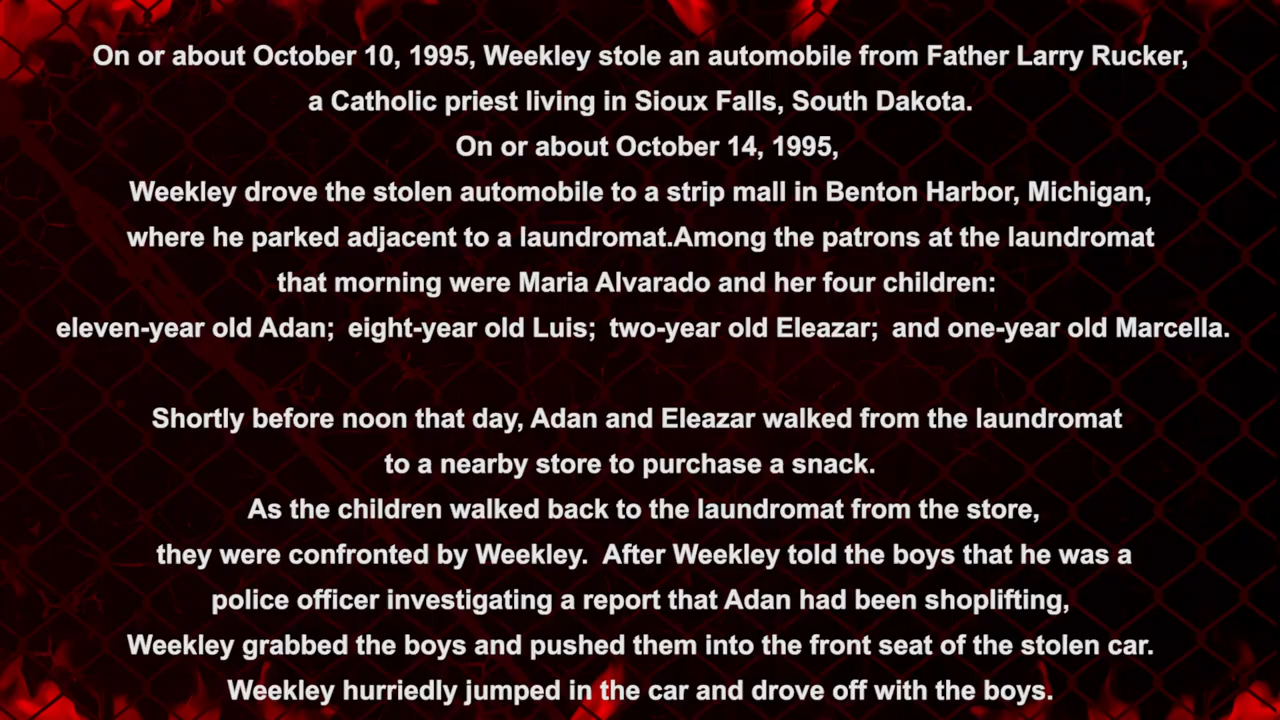 On or about October 10, 1995, Weekley stole an automobile from Father Larry Rucker,
a Catholic priest living in Sioux Falls, South Dakota.
On or about October 14, 1995,
Weekley drove the stolen automobile to a strip mall in Benton Harbor, Michigan,
where he parked adjacent to a laundromat.Among the patrons at the laundromat
that morning were Maria Alvarado and her four children:
eleven-year old Adan;  eight-year old Luis;  two-year old Eleazar;  and one-year old Marcella.
Shortly before noon that day, Adan and Eleazar walked from the laundromat
to a nearby store to purchase a snack.
As the children walked back to the laundromat from the store,
they were confronted by Weekley.  After Weekley told the boys that he was a
police officer investigating a report that Adan had been shoplifting,
Weekley grabbed the boys and pushed them into the front seat of the stolen car.
Weekley hurriedly jumped in the car and drove off with the boys.